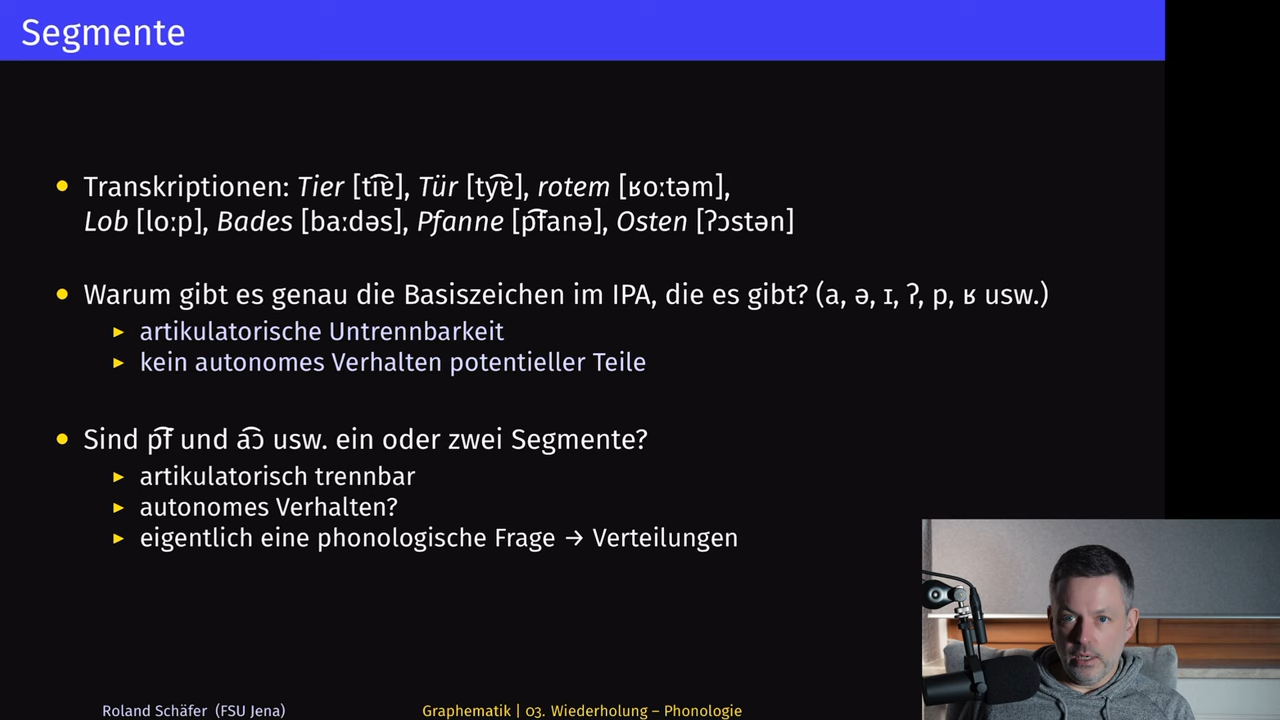 Segmente
• Transkriptionen: Tier [ti͡ɐ], Tür [ty͡ɐ], rotem [ʁoːtəm],
Lob [loːp], Bades [baːdəs], Pfanne [p͡fanə], Osten [ʔɔstən]
• Warum gibt es genau die Basiszeichen im IPA, die es gibt? (a, ə, ɪ, ʔ, p, ʁ usw.)
▸ artikulatorische Untrennbarkeit
▸ kein autonomes Verhalten potentieller Teile
• Sind p͡f und a͡ɔ usw. ein oder zwei Segmente?
▸ artikulatorisch trennbar
▸ autonomes Verhalten?
▸ eigentlich eine phonologische Frage → Verteilungen
Roland Schäfer (FSU Jena)
Graphematik | 03. Wiederholung – Phonologie